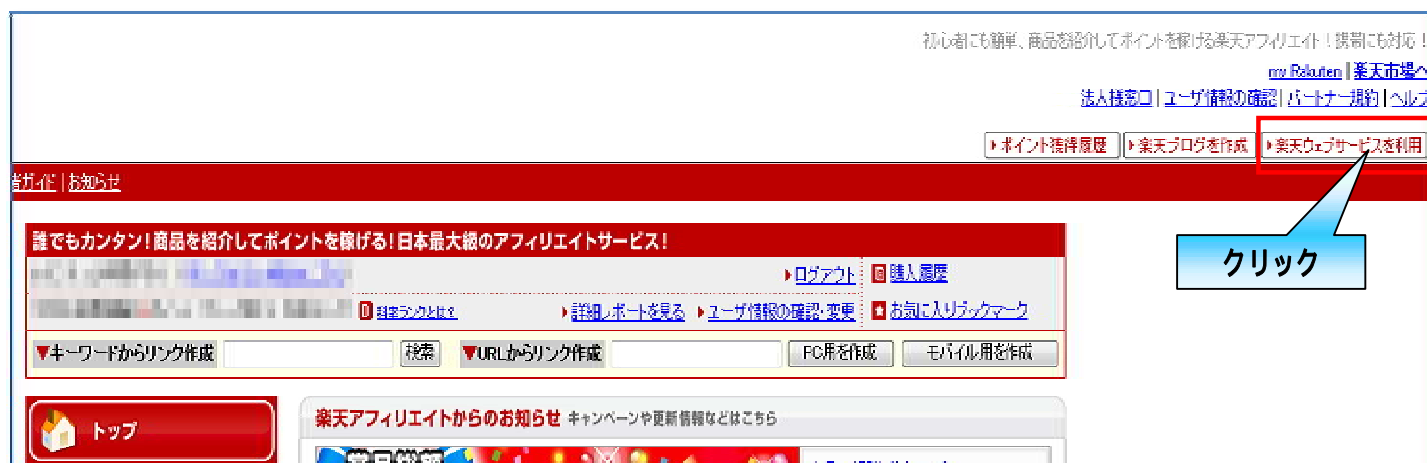 初心者にも簡単、商品を紹介してポイントを稼げる楽天アフィリエイト!携帯にも対応!
my Rakuten | 楽天市場へ
法人様窓口 | ユーザ情報の確認 | パートナー規約 | ヘルプ
ポイント獲得履歴 楽天ブログを作成 楽天ウェブサービスを利用
者ガイド | お知らせ
クリック
誰でもカンタン!商品を紹介してポイントを稼げる!日本最大級のアフィリエイトサービス!
ログアウト 購入履歴
料率ランクとは? 詳細レポートを見る ユーザ情報の確認・変更 お気に入りブックマーク
▼キーワードからリンク作成 検索 ▼URLからリンク作成 PC用を作成 モバイル用を作成
トップ
楽天アフィリエイトからのお知らせ キャンペーンや更新情報などはこちら